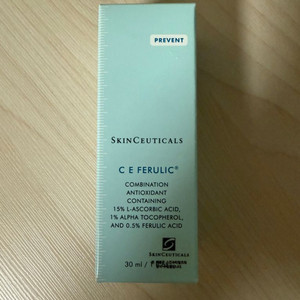 PREVENT
SKINCEUTICALS
C E FERULIC®
COMBINATION
ANTIOXIDANT
CONTAINING
15% L-ASCORBIC ACID,
1% ALPHA TOCOPHEROL,
AND 0.5% FERULIC ACID
SKINCEUTICALS
30 ml /